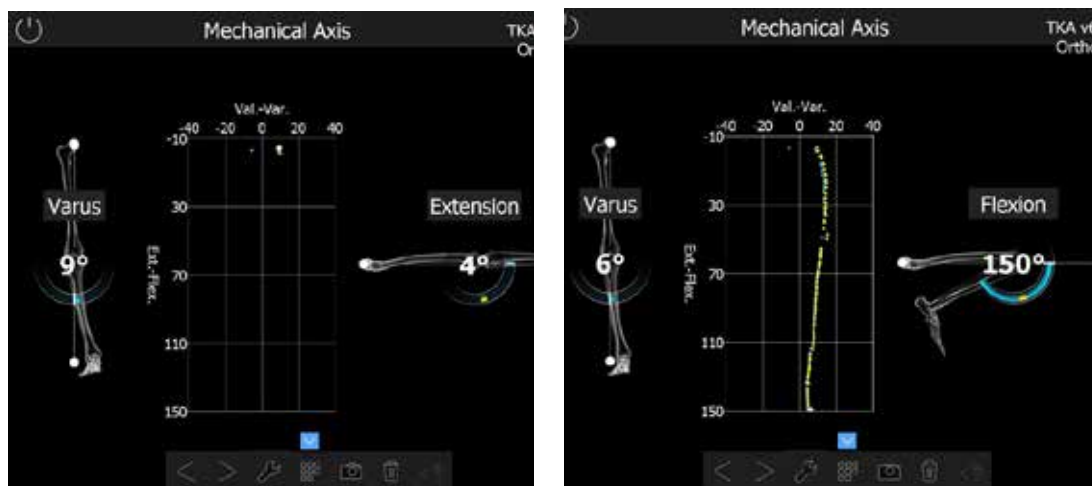 Mechanical Axis
TKA
Or
Val.-Var.
-40 -20 0 20 40
-10
30
70
110
150
Ext.-Flex.
Varus
9°
Extension
4°
Mechanical Axis
TKA v6
Ortho
Val.-Var.
-40 -20 0 20 40
-10
30
70
110
150
Ext.-Flex.
Varus
6°
Flexion
150°